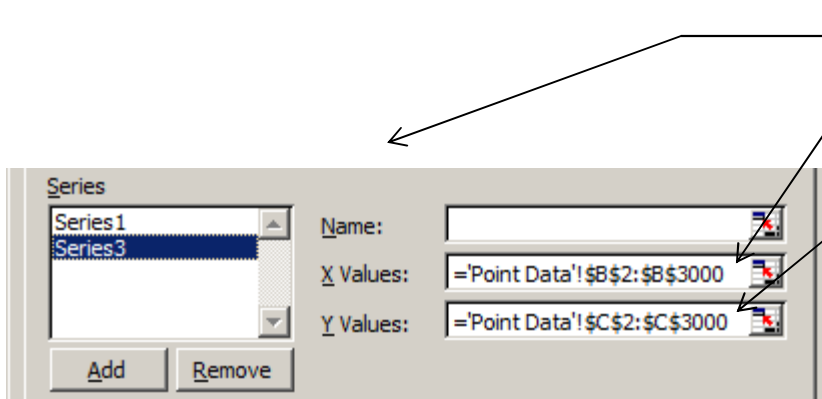 Series
Series1
Series3
Name:
X Values: ='Point Data'!$B$2:$B$3000
Y Values: ='Point Data'!$C$2:$C$3000
Add Remove